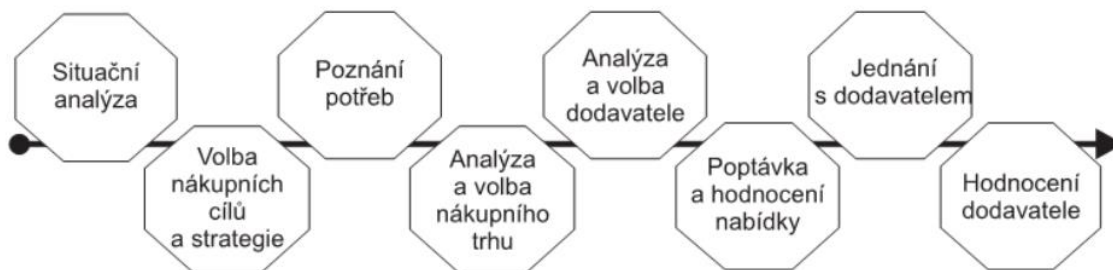 Situační
analýza
Volba
nákupních
cílů
a strategie
Poznání
potřeb
Analýza
a volba
nákupního
trhu
Analýza
a volba
dodavatele
Poptávka
a hodnocení
nabídky
Jednání
s dodavatelem
Hodnocení
dodavatele